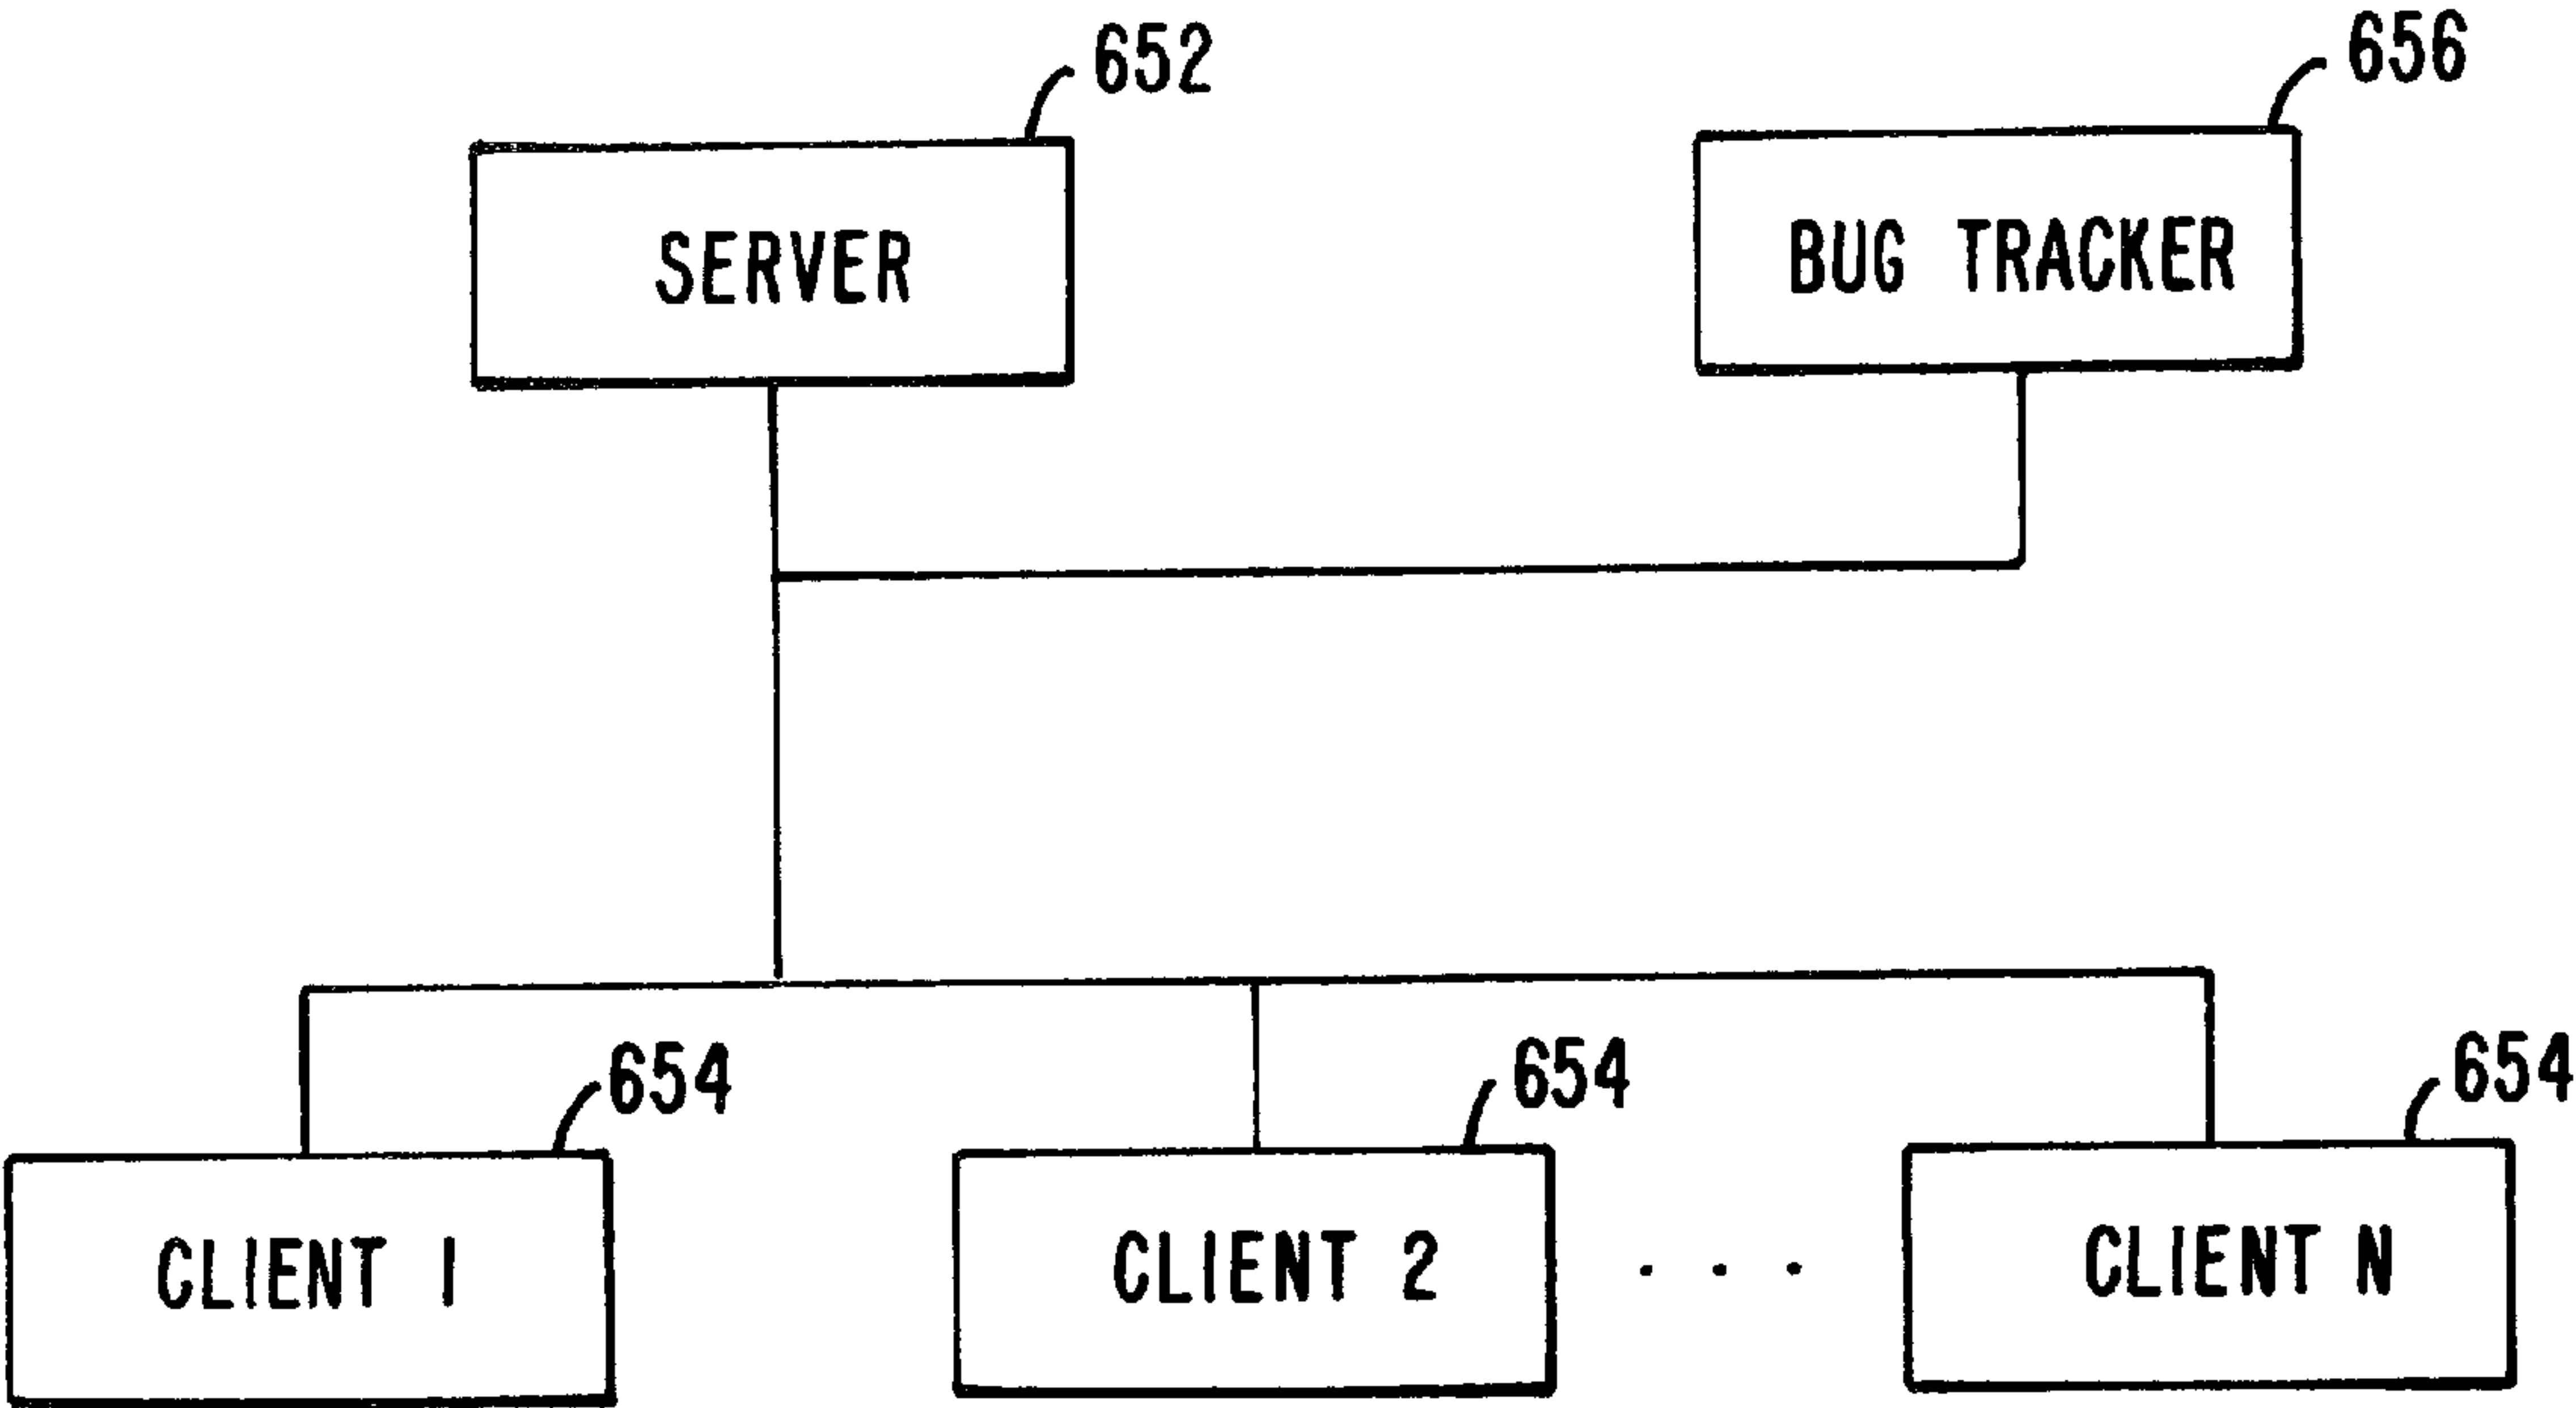 652
656
SERVER
BUG TRACKER
654
654
654
CLIENT 1
CLIENT 2
. . .
CLIENT N